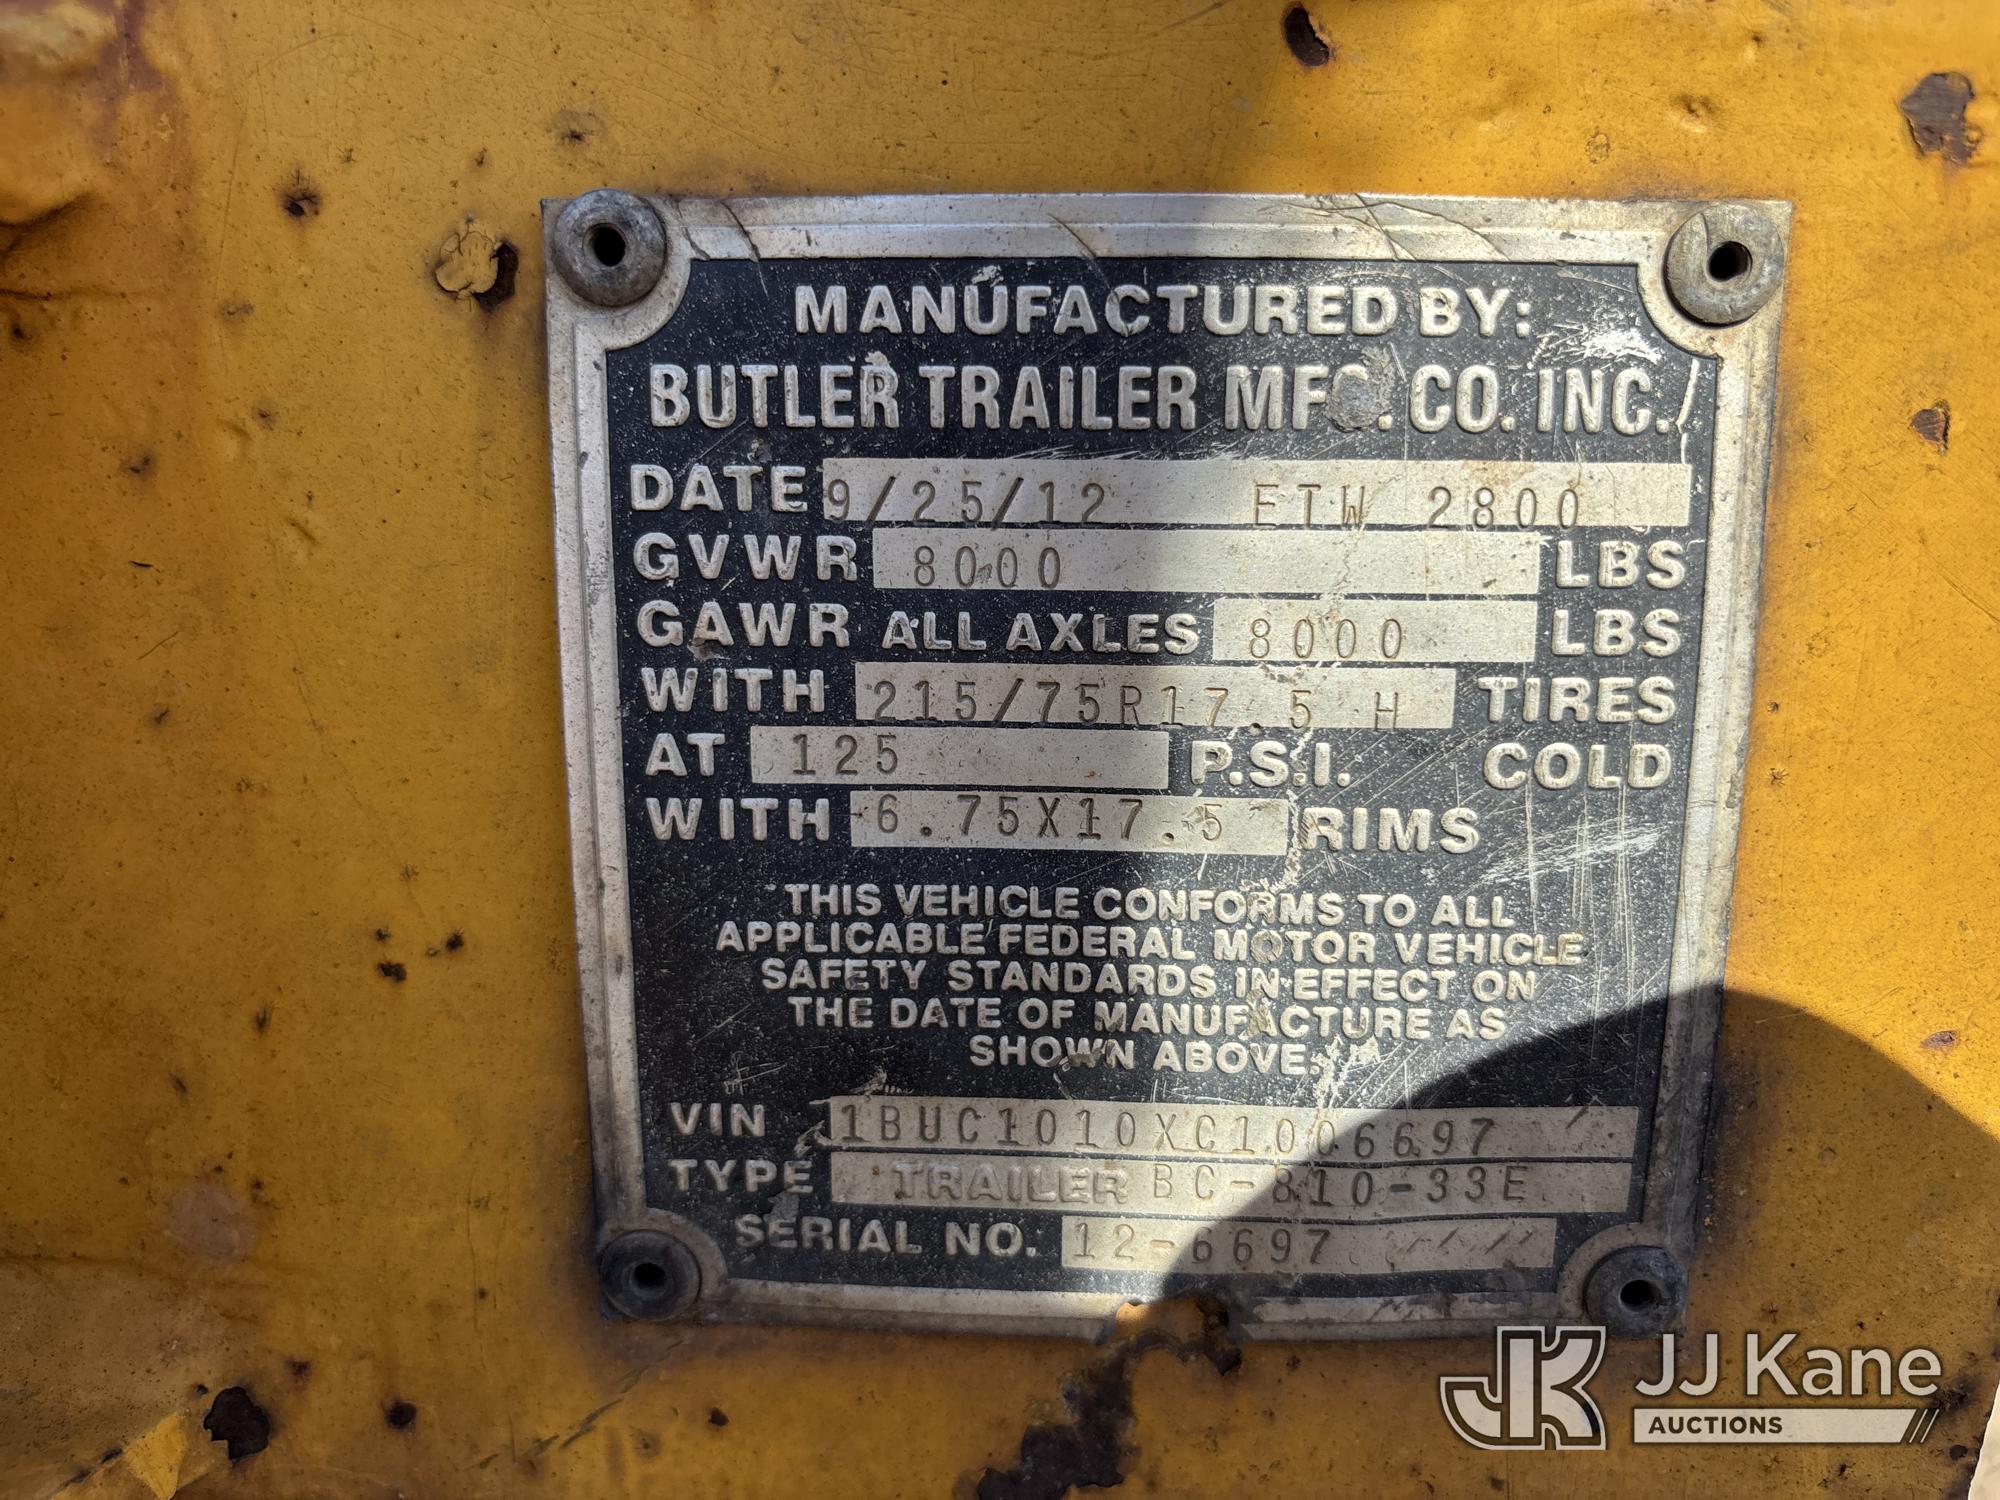 MANUFACTURED BY:
BUTLER TRAILER MFG. CO. INC.
DATE 9/25/12 ETW 2800
GVWR 8000 LBS
GAWR ALL AXLES 8000 LBS
WITH 215/75R17.5 H TIRES
AT 125 P.S.I. COLD
WITH 6.75X17.5 RIMS
THIS VEHICLE CONFORMS TO ALL
APPLICABLE FEDERAL MOTOR VEHICLE
SAFETY STANDARDS IN EFFECT ON
THE DATE OF MANUFACTURE AS
SHOWN ABOVE.
VIN 1BUC1010XC1006697
TYPE TRAILER BC-810-33E
SERIAL NO. 12-6697
JK JJ Kane
AUCTIONS